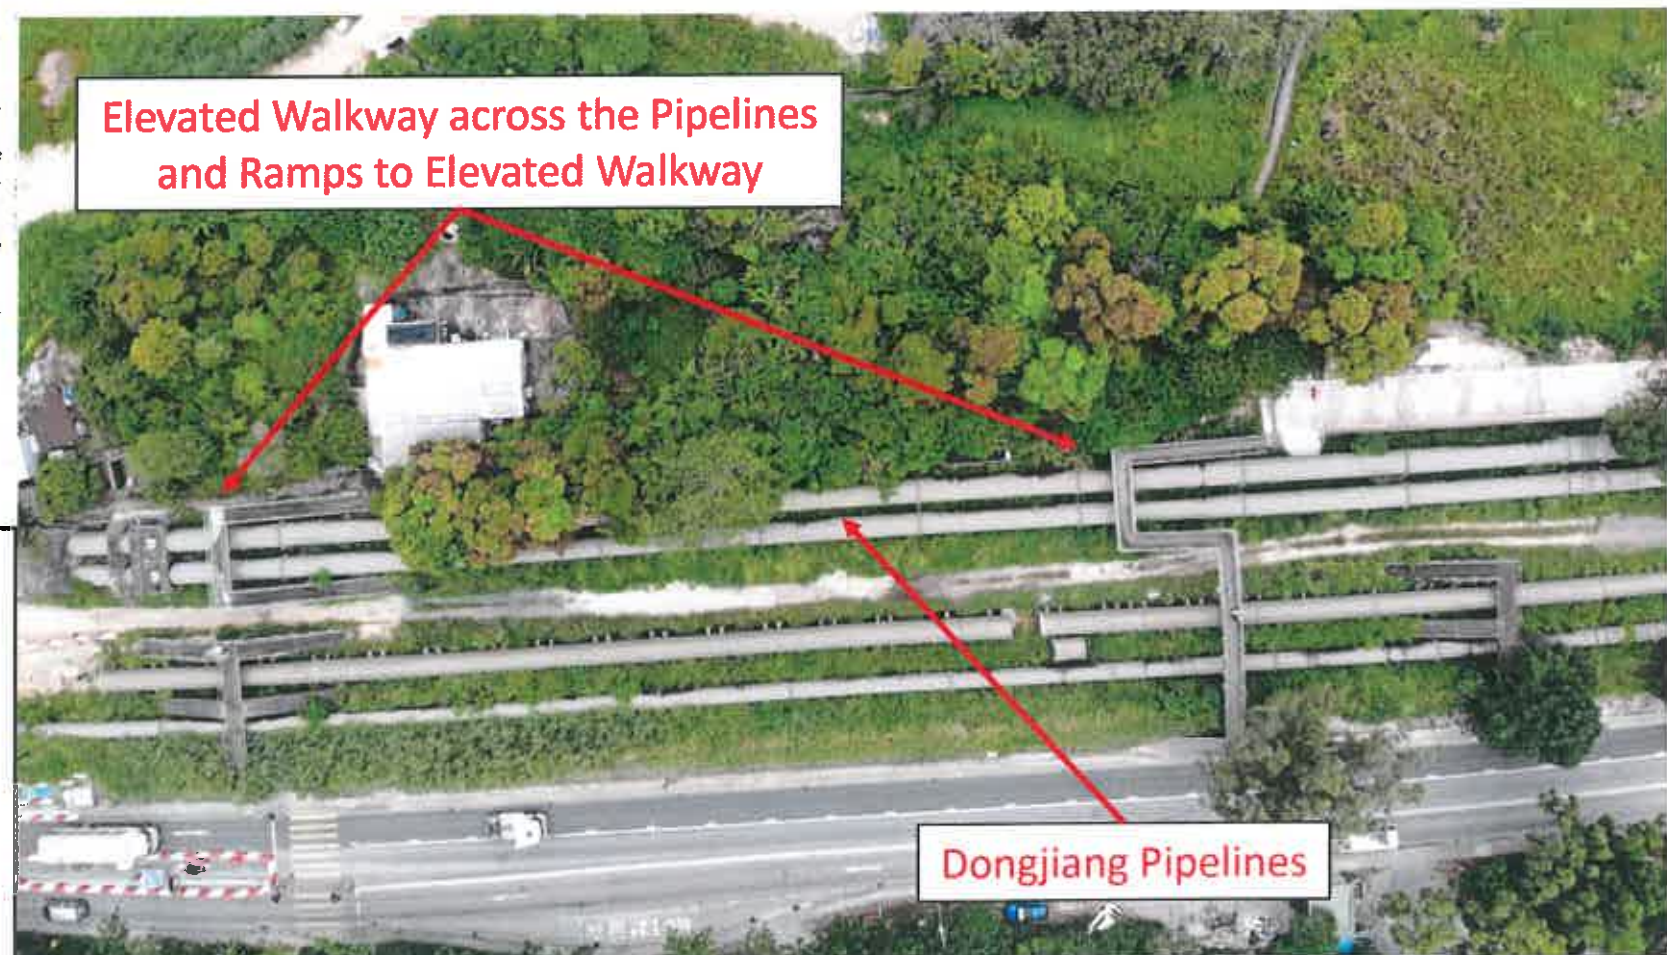 Elevated Walkway across the Pipelines
and Ramps to Elevated Walkway
Dongjiang Pipelines